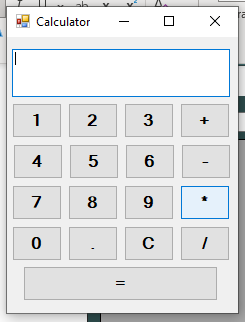 Calculator
1 2 3 +
4 5 6 -
7 8 9 *
0 . C /
=